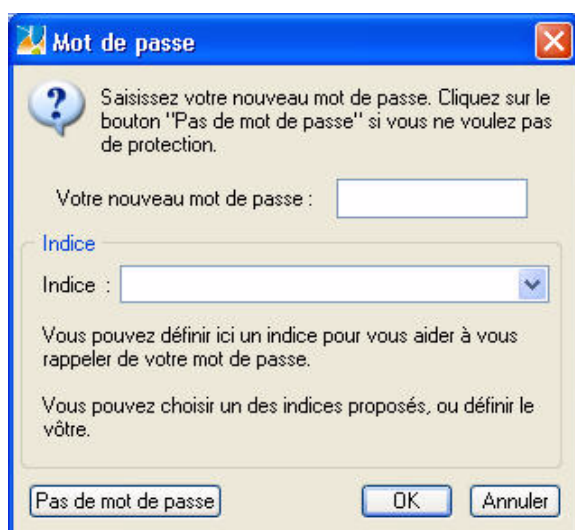 Mot de passe
Saisissez votre nouveau mot de passe. Cliquez sur le
bouton "Pas de mot de passe" si vous ne voulez pas
de protection.
Votre nouveau mot de passe :
Indice
Indice :
Vous pouvez définir ici un indice pour vous aider à vous
rappeler de votre mot de passe.
Vous pouvez choisir un des indices proposés, ou définir le
vôtre.
Pas de mot de passe OK Annuler